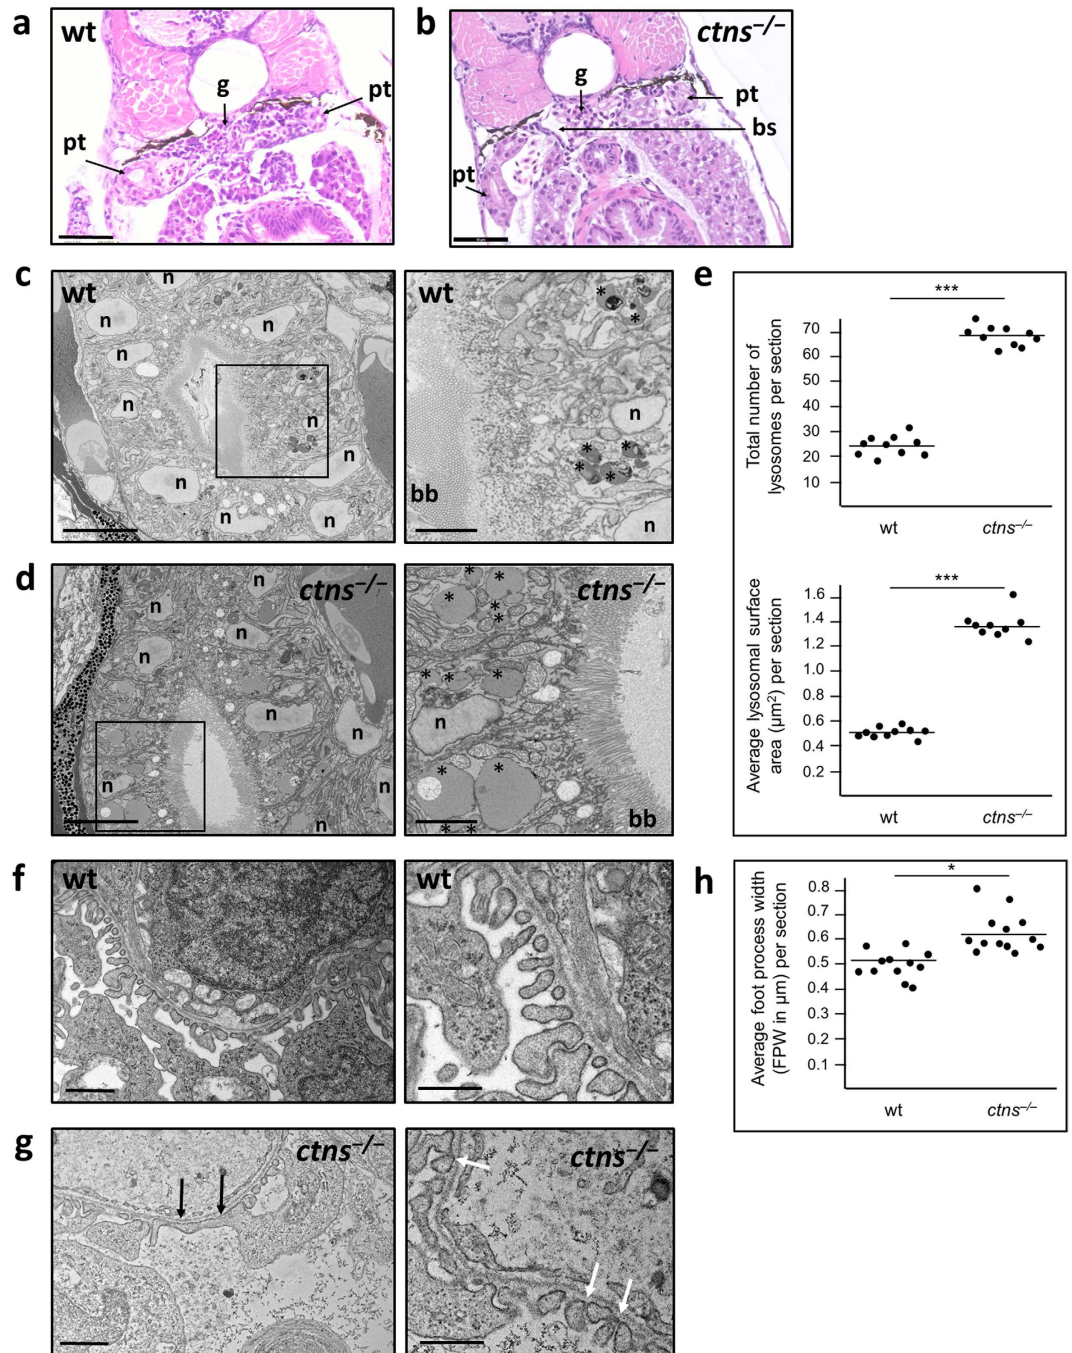 a
wt
g
pt
pt
b
ctns–/–
g
pt
bs
pt
c
wt
n
n
n
n
n
n
n
n
n
n
wt
*
*
n
*
*
*
*
bb
n
d
ctns–/–
n
n
n
n
n
n
n
n
ctns–/–
*
*
*
*
*
*
*
*
n
*
*
*
*
bb
e
***
Total number of
lysosomes per section
70
60
50
40
30
20
10
wt
ctns–/–
***
Average lysosomal surface
area (µm²) per section
1.6
1.4
1.2
1.0
0.8
0.6
0.4
0.2
wt
ctns–/–
f
wt
wt
g
ctns–/–
ctns–/–
h
*
Average foot process width
(FPW in µm) per section
0.8
0.7
0.6
0.5
0.4
0.3
0.2
0.1
wt
ctns–/–